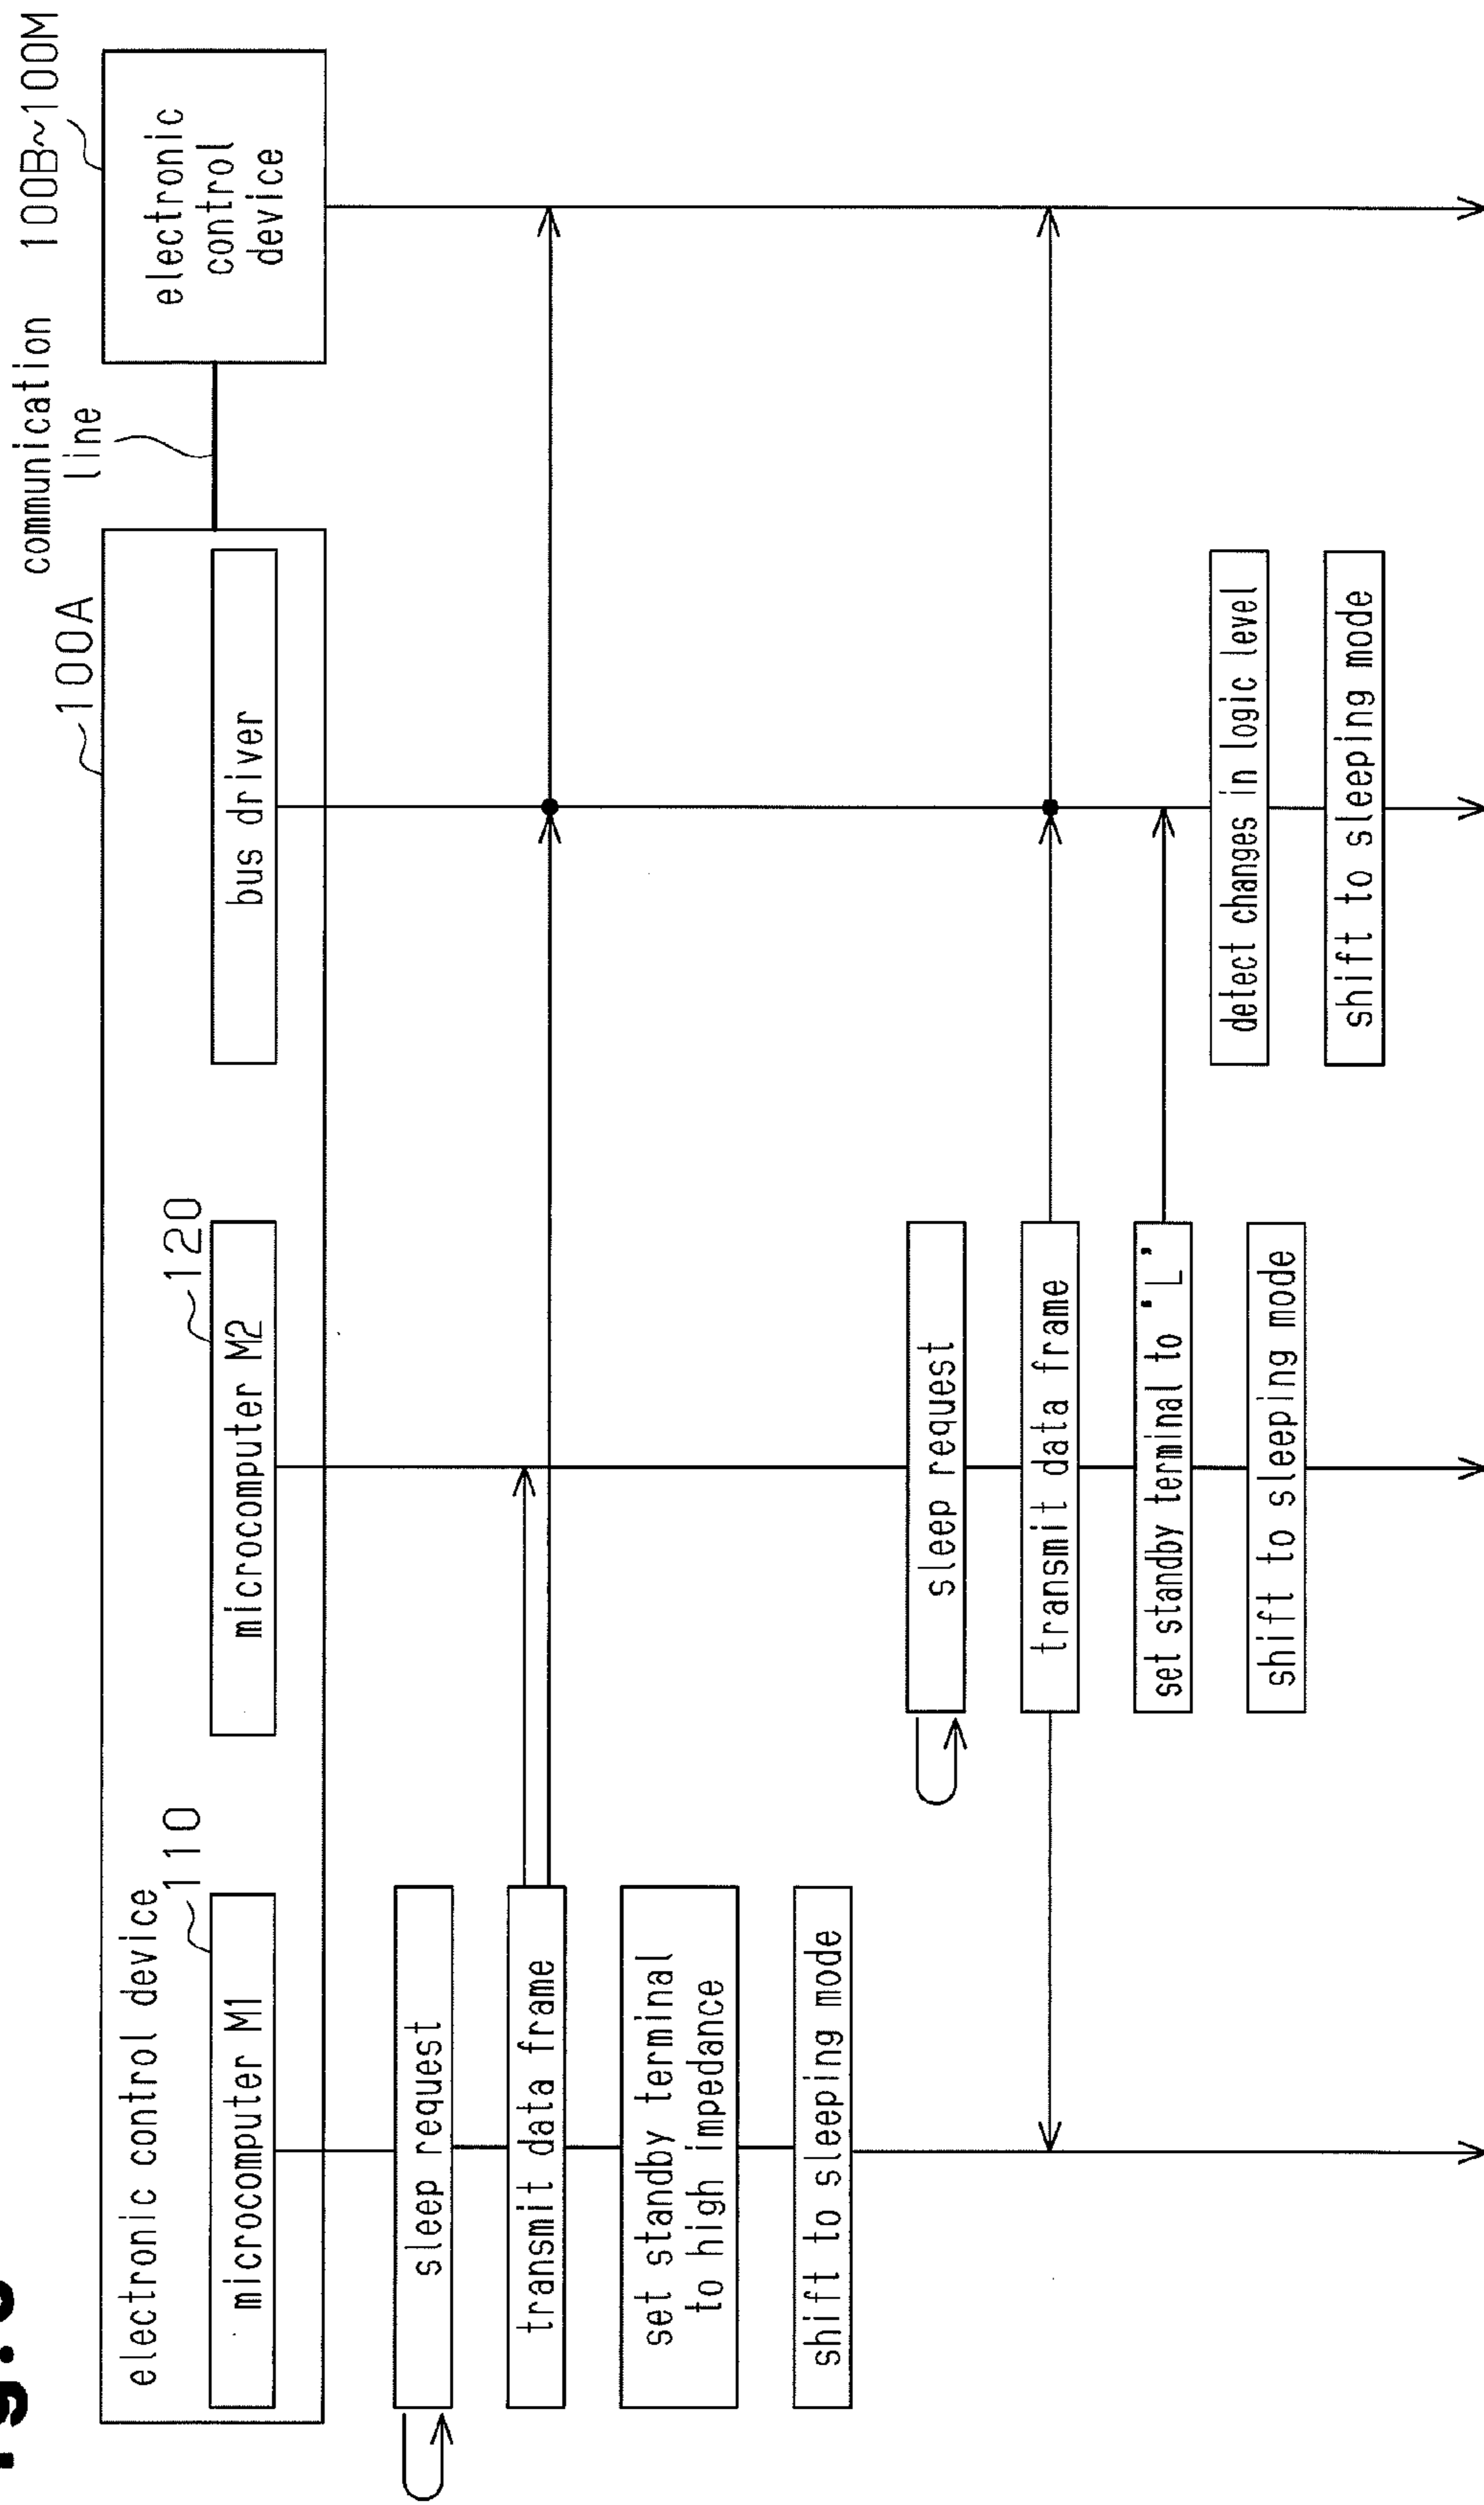 electronic control device
100A
communication
line
100B~100M
110
microcomputer M1
120
microcomputer M2
bus driver
electronic
control
device
sleep request
transmit data frame
set standby terminal
to high impedance
shift to sleeping mode
sleep request
transmit data frame
set standby terminal to 'L'
shift to sleeping mode
detect changes in logic level
shift to sleeping mode